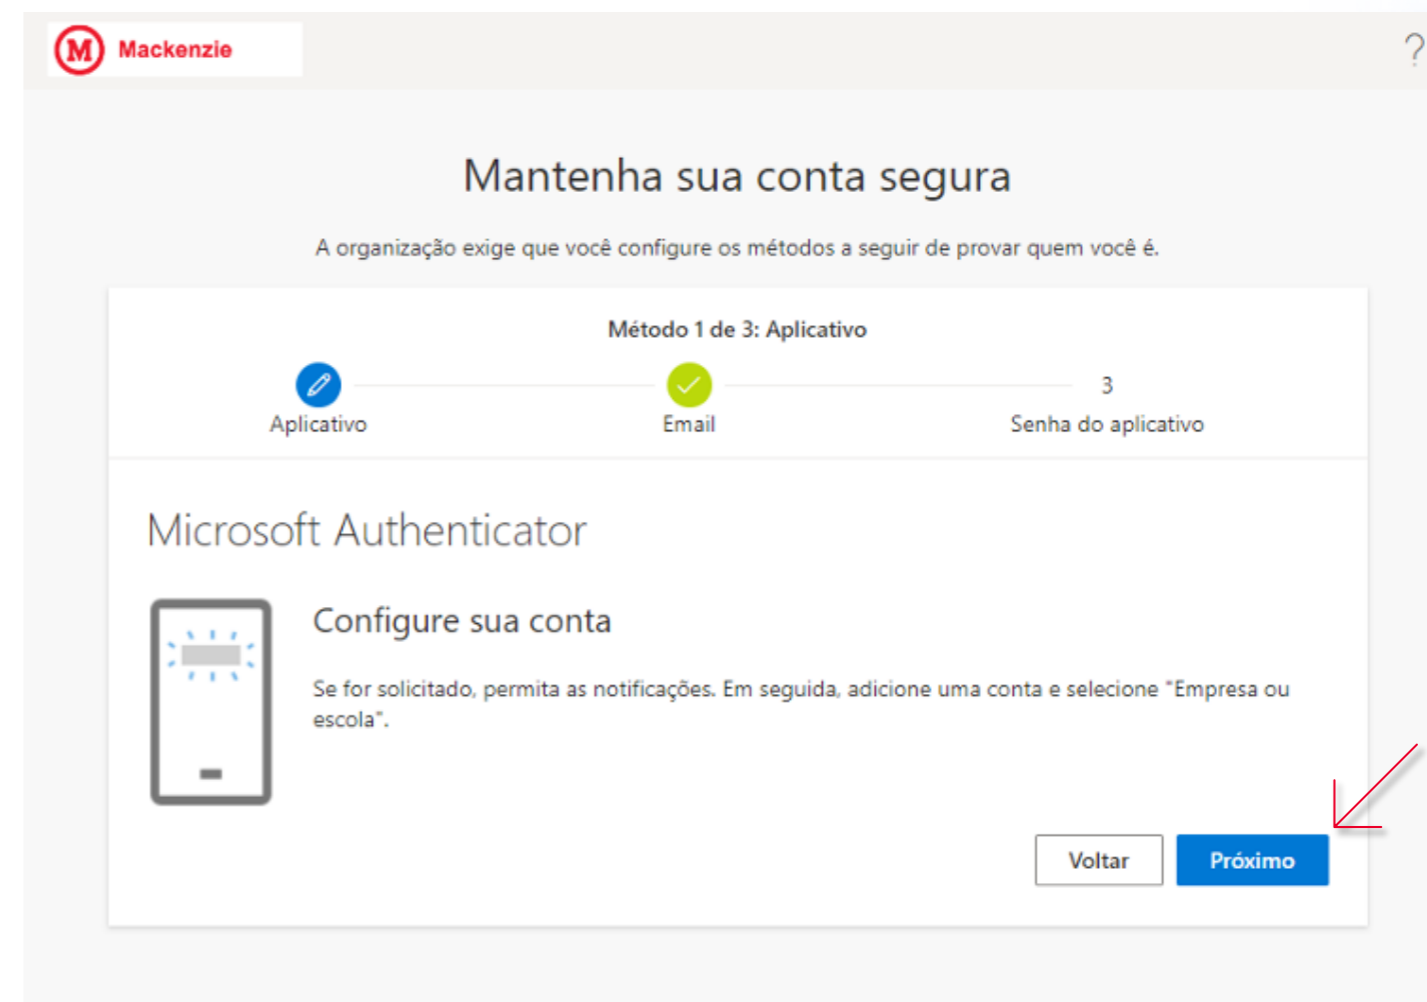 M Mackenzie
?
Mantenha sua conta segura
A organização exige que você configure os métodos a seguir de provar quem você é.
Método 1 de 3: Aplicativo
3
Aplicativo Email Senha do aplicativo
Microsoft Authenticator
Configure sua conta
Se for solicitado, permita as notificações. Em seguida, adicione uma conta e selecione "Empresa ou
escola".
Voltar Próximo